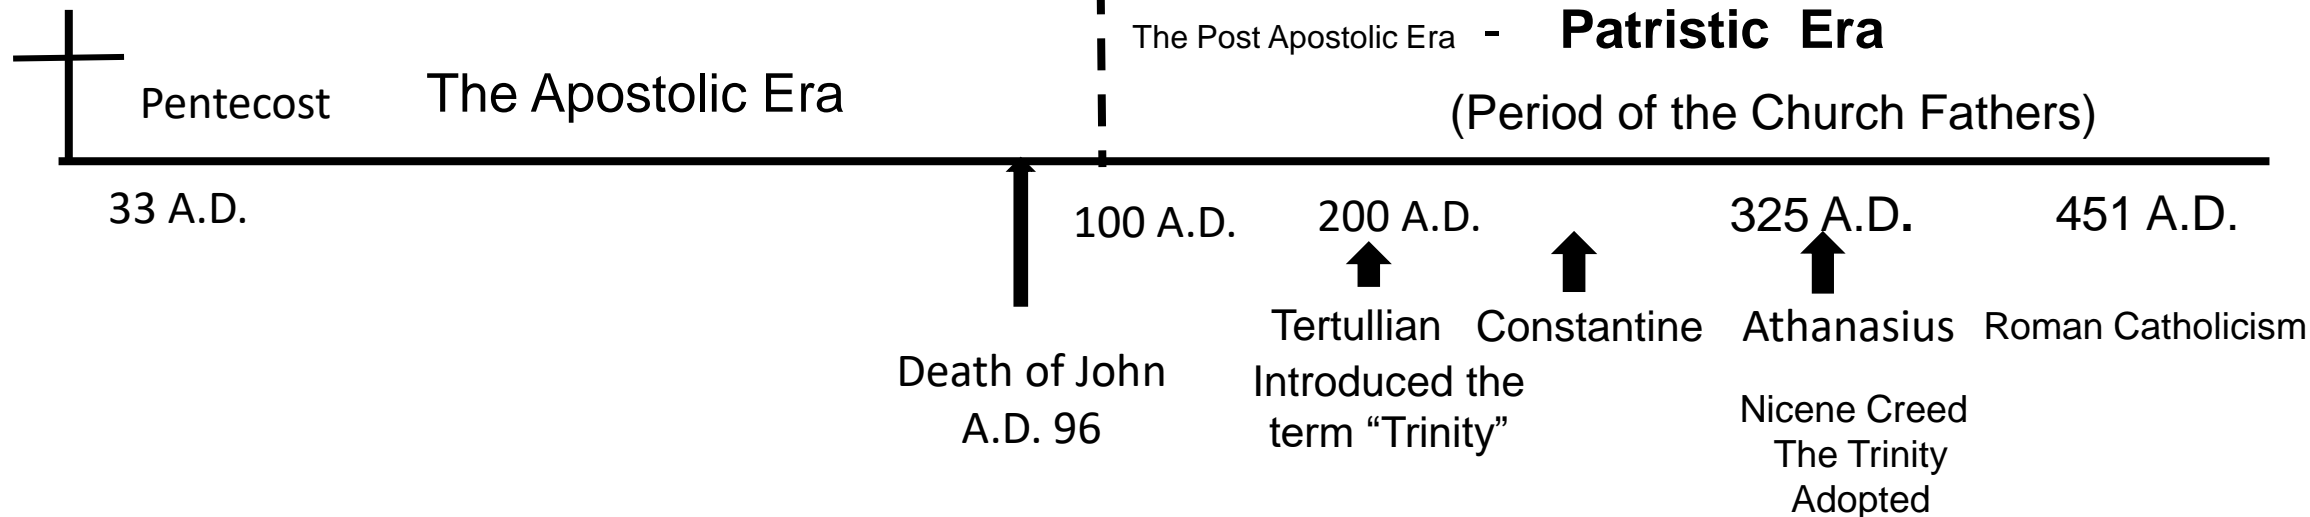 The Post Apostolic Era - Patristic Era
Pentecost The Apostolic Era
(Period of the Church Fathers)
33 A.D. 100 A.D. 200 A.D. 325 A.D. 451 A.D.
Tertullian Constantine Athanasius Roman Catholicism
Death of John
A.D. 96
Introduced the
term “Trinity”
Nicene Creed
The Trinity
Adopted